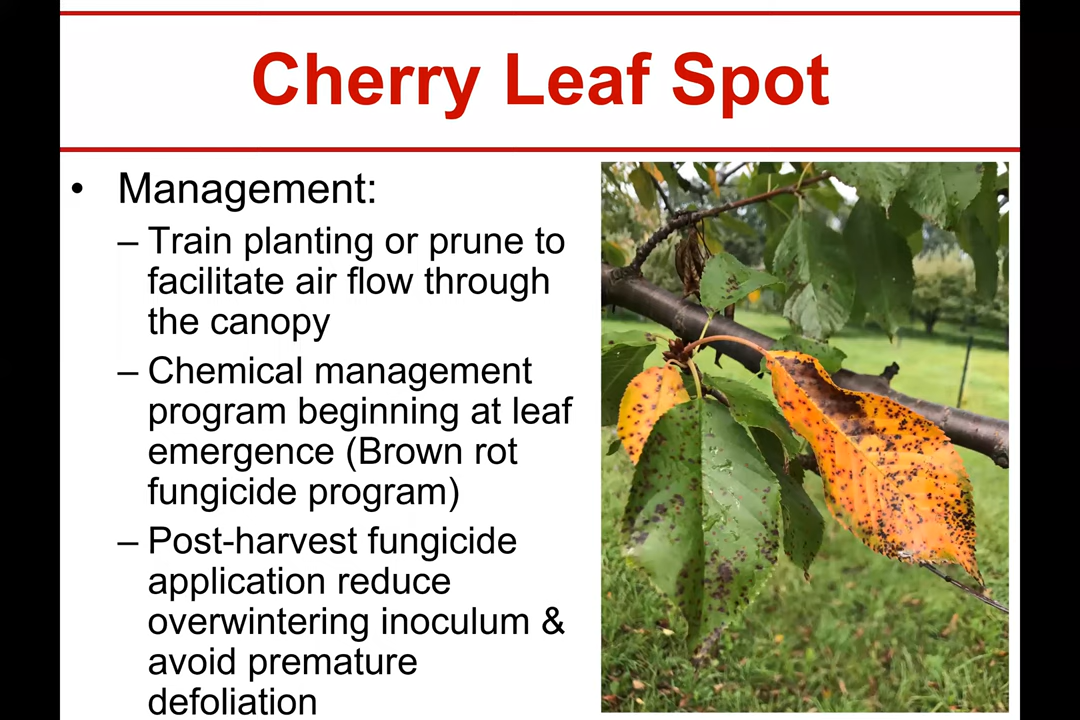 Cherry Leaf Spot
• Management:
– Train planting or prune to
facilitate air flow through
the canopy
– Chemical management
program beginning at leaf
emergence (Brown rot
fungicide program)
– Post-harvest fungicide
application reduce
overwintering inoculum &
avoid premature
defoliation